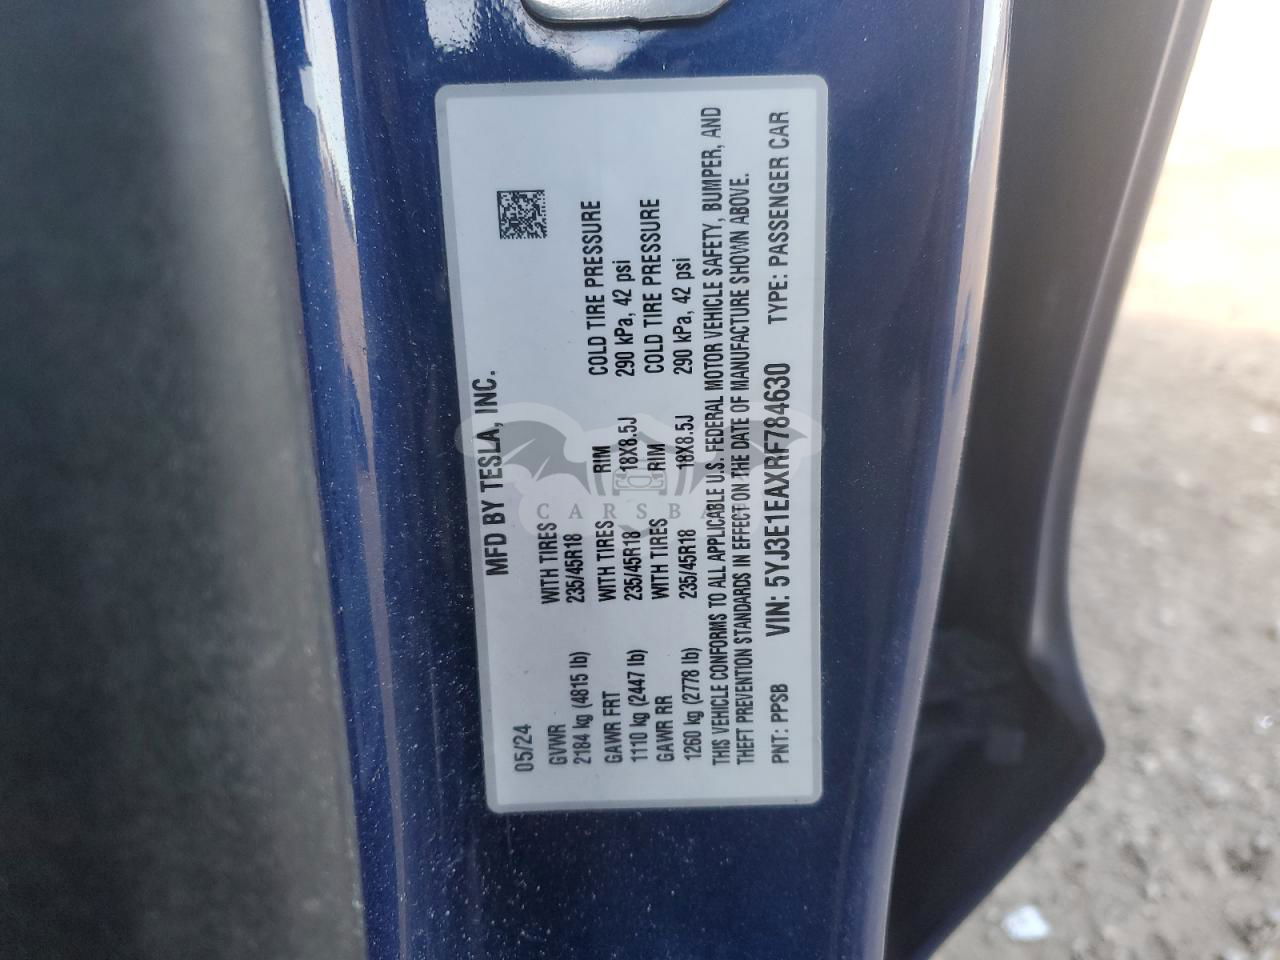 MFD BY TESLA, INC.
05/24
GVWR WITH TIRES RIM COLD TIRE PRESSURE
2184 kg (4815 lb) 235/45R18 18X8.5J 290 kPa, 42 psi
GAWR FRT WITH TIRES RIM COLD TIRE PRESSURE
1110 kg (2447 lb) 235/45R18 18X8.5J 290 kPa, 42 psi
GAWR RR WITH TIRES
1260 kg (2778 lb) 235/45R18
THIS VEHICLE CONFORMS TO ALL APPLICABLE U.S. FEDERAL MOTOR VEHICLE SAFETY, BUMPER, AND
THEFT PREVENTION STANDARDS IN EFFECT ON THE DATE OF MANUFACTURE SHOWN ABOVE.
PNT: PPSB VIN: 5YJ3E1EAXRF784630 TYPE: PASSENGER CAR